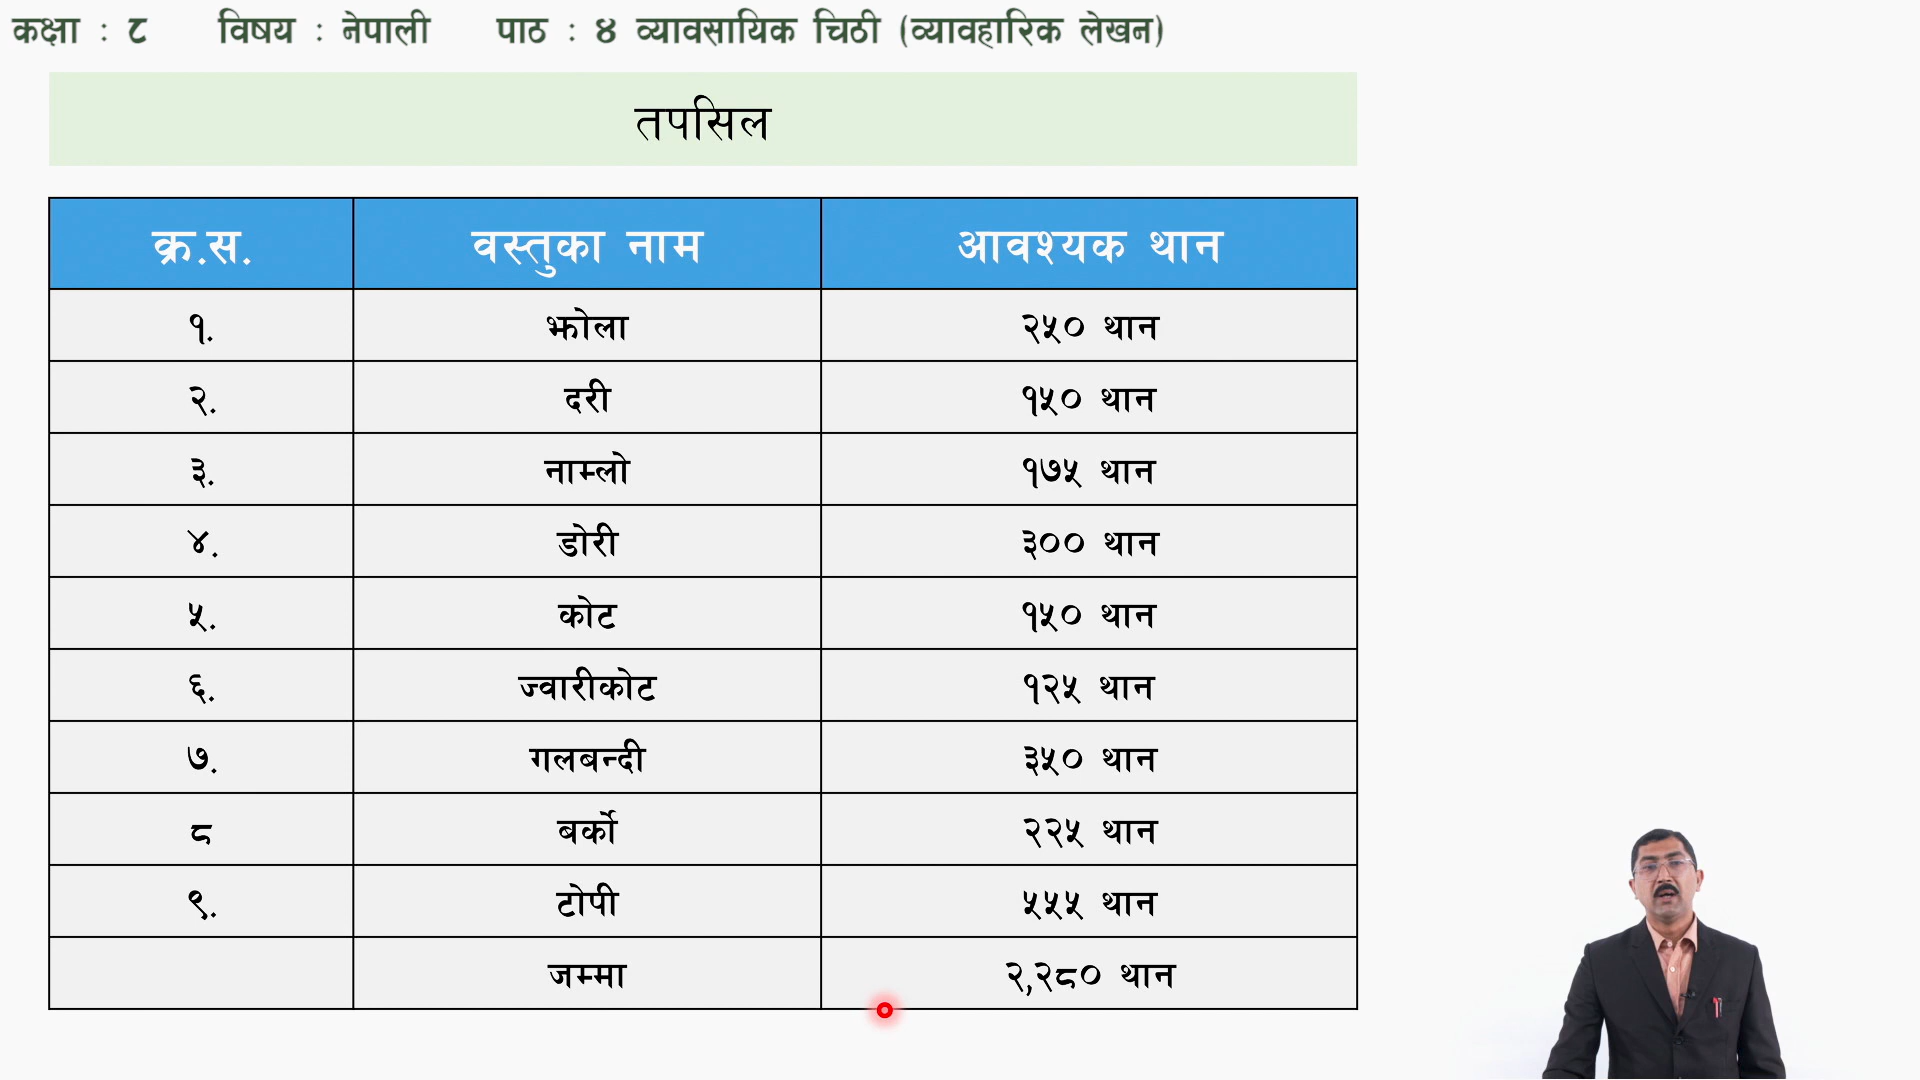 कक्षा : ८ विषय : नेपाली पाठ : ४ व्यावसायिक चिठी (व्यावहारिक लेखन)
तपसिल
क्र.स. वस्तुका नाम आवश्यक थान
१. झोला २५० थान
२. दरी १५० थान
३. नाम्लो १७५ थान
४. डोरी ३०० थान
५. कोट १५० थान
६. ज्वारीकोट १२५ थान
७. गलबन्दी ३५० थान
८ बर्को २२५ थान
९. टोपी ५५५ थान
जम्मा २,२८० थान